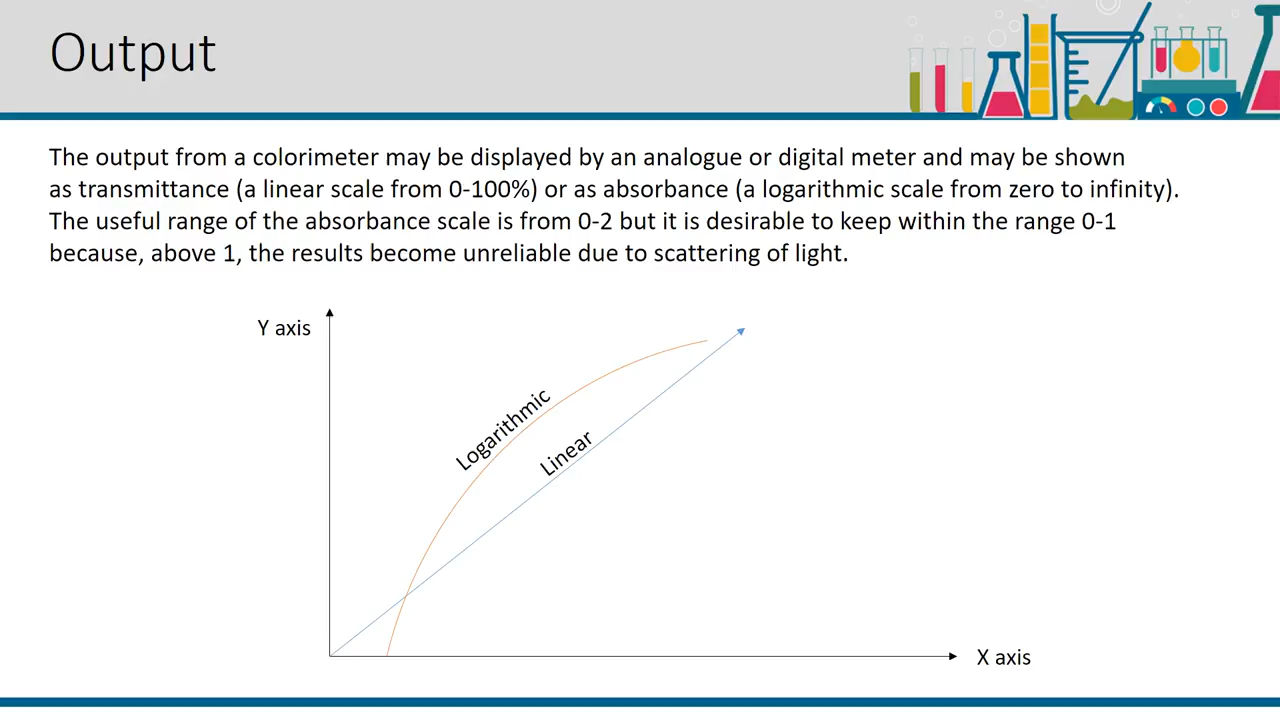 Output
The output from a colorimeter may be displayed by an analogue or digital meter and may be shown
as transmittance (a linear scale from 0-100%) or as absorbance (a logarithmic scale from zero to infinity).
The useful range of the absorbance scale is from 0-2 but it is desirable to keep within the range 0-1
because, above 1, the results become unreliable due to scattering of light.
Y axis
Logarithmic
Linear
X axis